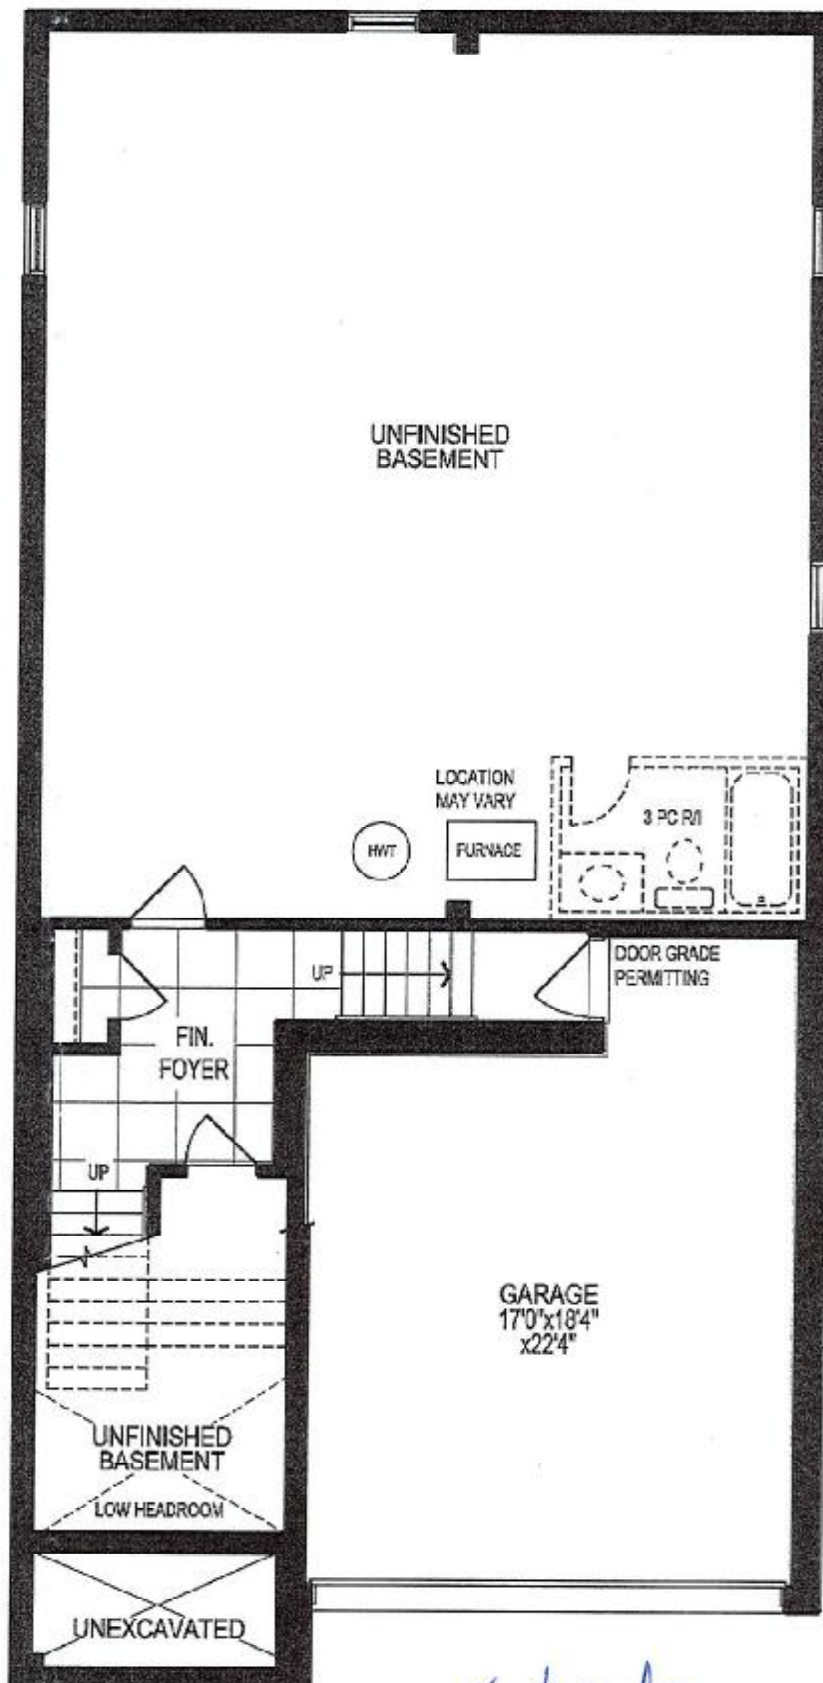 UNFINISHED
BASEMENT
LOCATION
MAY VARY
3 PC R/I
HWT
FURNACE
UP
DOOR GRADE
PERMITTING
FIN.
FOYER
UP
GARAGE
17'0"x18'4"
x22'4"
UNFINISHED
BASEMENT
LOW HEADROOM
UNEXCAVATED